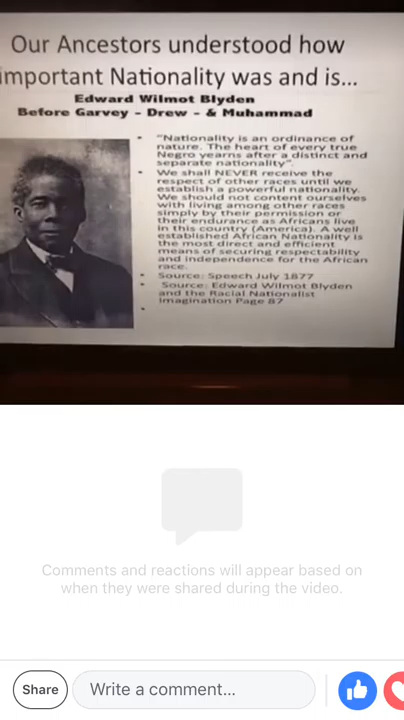 Our Ancestors understood how
important Nationality was and is...
Edward Wilmot Blyden
Before Garvey - Drew - & Muhammad
• "Nationality is an ordinance of
nature. The heart of every true
Negro yearns after a distinct and
separate nationality".
• We shall NEVER receive the
respect of other races until we
establish a powerful nationality.
We should not content ourselves
with living among other races
simply by their permission or
their endurance as Africans live
in this country (America). A well
established African Nationality is
the most direct and efficient
means of securing respectability
and independence for the African
race.
• Source: Speech July 1877
• Source: Edward Wilmot Blyden
and the Racial Nationalist
Imagination Page 87
•
Comments and reactions will appear based on
when they were shared during the video.
Share
Write a comment...